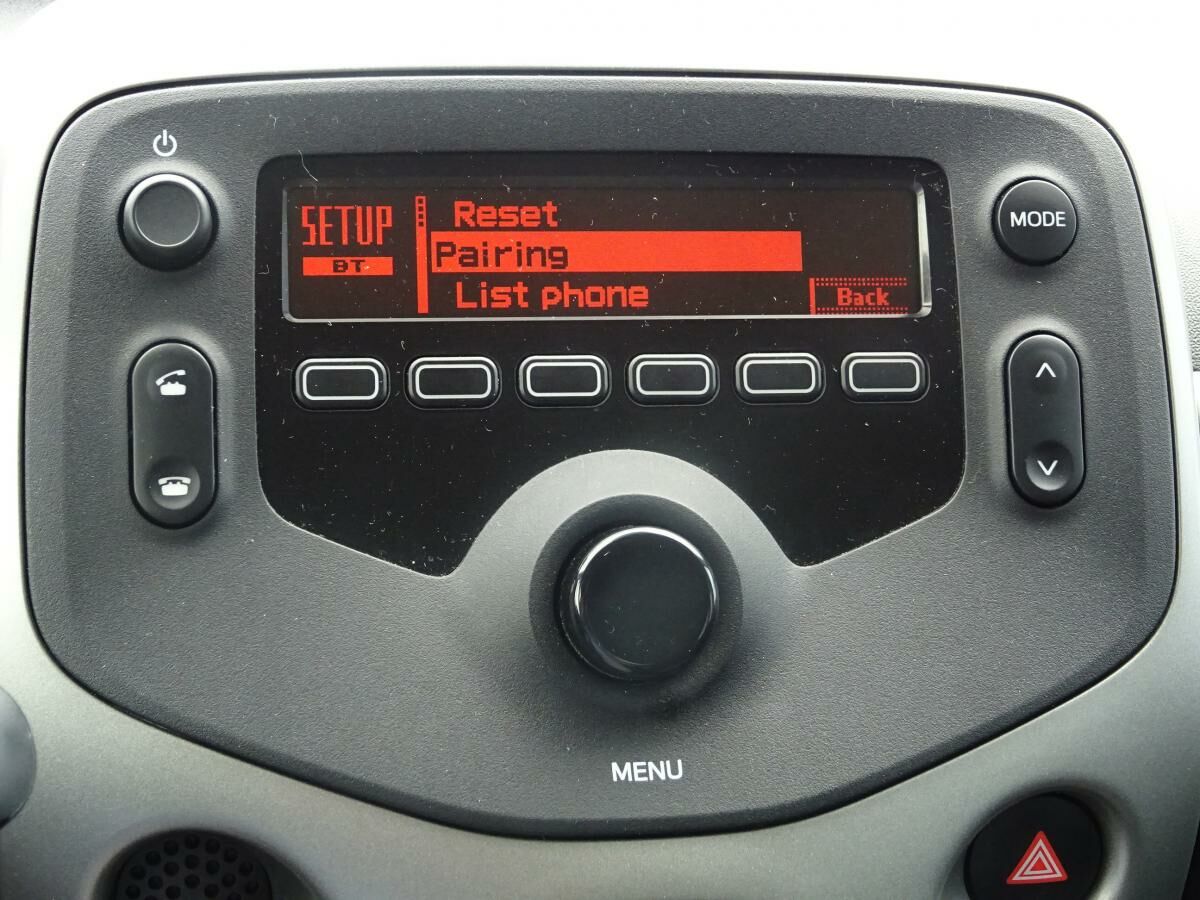 SETUP
BT
Reset
Pairing
List phone
Back
MODE
MENU